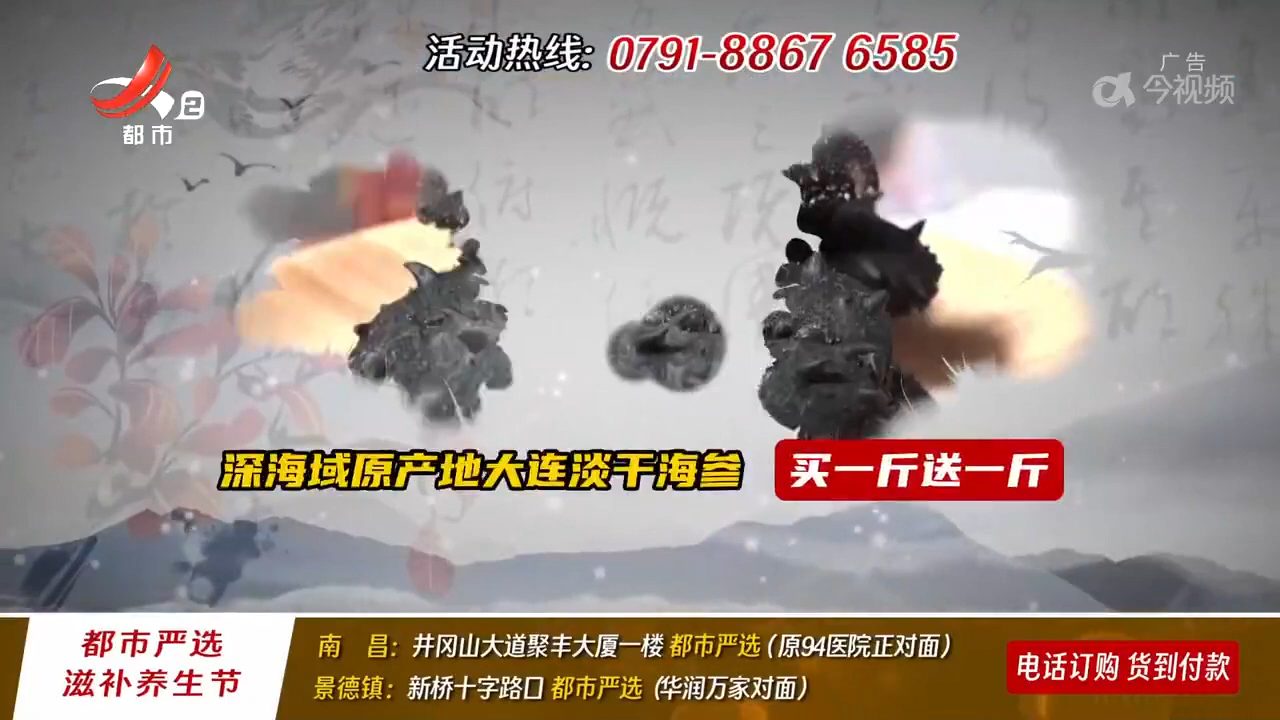 活动热线: 0791-8867 6585
广告
今视频
2
都市
深海域原产地大连淡干海参
买一斤送一斤
都市严选
滋补养生节
南 昌: 井冈山大道聚丰大厦一楼 都市严选 (原94医院正对面)
景德镇: 新桥十字路口 都市严选 (华润万家对面)
电话订购 货到付款